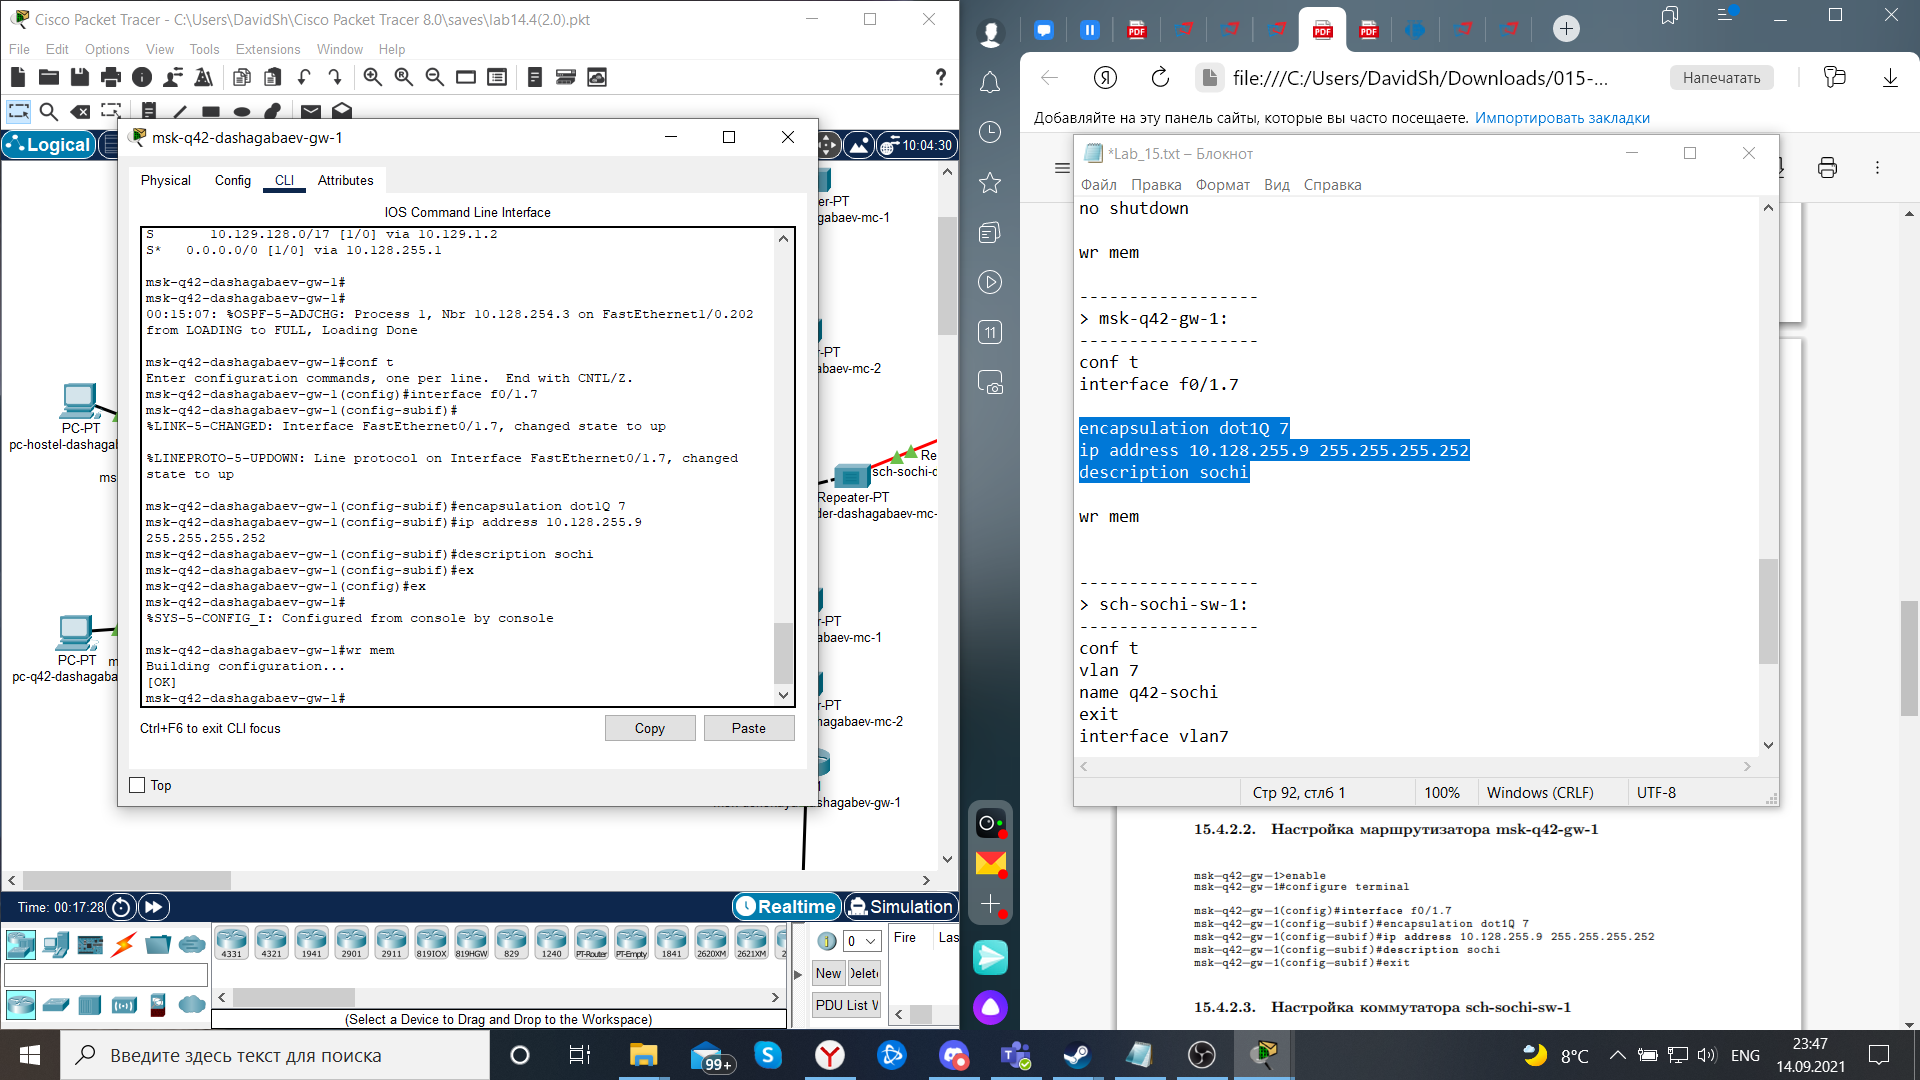 Cisco Packet Tracer - C:\Users\DavidSh\Cisco Packet Tracer 8.0\saves\lab14.4(2.0).pkt
File Edit Options View Tools Extensions Window Help
Logical
10:04:30
msk-q42-dashagabaev-gw-1
Physical Config CLI Attributes
IOS Command Line Interface
S 10.129.128.0/17 [1/0] via 10.129.1.2
S* 0.0.0.0/0 [1/0] via 10.128.255.1
msk-q42-dashagabaev-gw-1#
msk-q42-dashagabaev-gw-1#
00:15:07: %OSPF-5-ADJCHG: Process 1, Nbr 10.128.254.3 on FastEthernet1/0.202
from LOADING to FULL, Loading Done
msk-q42-dashagabaev-gw-1#conf t
Enter configuration commands, one per line. End with CNTL/Z.
msk-q42-dashagabaev-gw-1(config)#interface f0/1.7
msk-q42-dashagabaev-gw-1(config-subif)#
%LINK-5-CHANGED: Interface FastEthernet0/1.7, changed state to up
%LINEPROTO-5-UPDOWN: Line protocol on Interface FastEthernet0/1.7, changed
state to up
msk-q42-dashagabaev-gw-1(config-subif)#encapsulation dot1Q 7
msk-q42-dashagabaev-gw-1(config-subif)#ip address 10.128.255.9
255.255.255.252
msk-q42-dashagabaev-gw-1(config-subif)#description sochi
msk-q42-dashagabaev-gw-1(config-subif)#ex
msk-q42-dashagabaev-gw-1(config)#ex
msk-q42-dashagabaev-gw-1#
%SYS-5-CONFIG_I: Configured from console by console
msk-q42-dashagabaev-gw-1#wr mem
Building configuration...
[OK]
msk-q42-dashagabaev-gw-1#
Ctrl+F6 to exit CLI focus
Copy Paste
Top
PC-PT
pc-hostel-dashagab
ms
PC-PT m
pc-q42-dashagabae
er-PT
gabaev-mc-1
r-PT
abaev-mc-2
Re
sch-sochi-d
Repeater-PT
der-dashagabaev-mc-
r-PT
abaev-mc-1
r-PT
hagabaev-mc-2
1
shagabev-gw-1
Time: 00:17:28
Realtime Simulation
4331 4321 1941 2901 2911 819IOX 819HGW 829 1240 PT-Router PT-Empty 1841 2620XM 2621XM 2
(Select a Device to Drag and Drop to the Workspace)
0
New Delete
PDU List W
Fire Las
file:///C:/Users/DavidSh/Downloads/015-...
Напечатать
Добавляйте на эту панель сайты, которые вы часто посещаете. Импортировать закладки
11
*Lab_15.txt – Блокнот
Файл Правка Формат Вид Справка
no shutdown
wr mem
------------------
> msk-q42-gw-1:
------------------
conf t
interface f0/1.7
encapsulation dot1Q 7
ip address 10.128.255.9 255.255.255.252
description sochi
wr mem
------------------
> sch-sochi-sw-1:
------------------
conf t
vlan 7
name q42-sochi
exit
interface vlan7
Стр 92, стлб 1 100% Windows (CRLF) UTF-8
15.4.2.2. Настройка маршрутизатора msk-q42-gw-1
msk-q42-gw-1>enable
msk-q42-gw-1#configure terminal
msk-q42-gw-1(config)#interface f0/1.7
msk-q42-gw-1(config-subif)#encapsulation dot1Q 7
msk-q42-gw-1(config-subif)#ip address 10.128.255.9 255.255.255.252
msk-q42-gw-1(config-subif)#description sochi
msk-q42-gw-1(config-subif)#exit
15.4.2.3. Настройка коммутатора sch-sochi-sw-1
Введите здесь текст для поиска
99+
8°C
ENG
23:47
14.09.2021